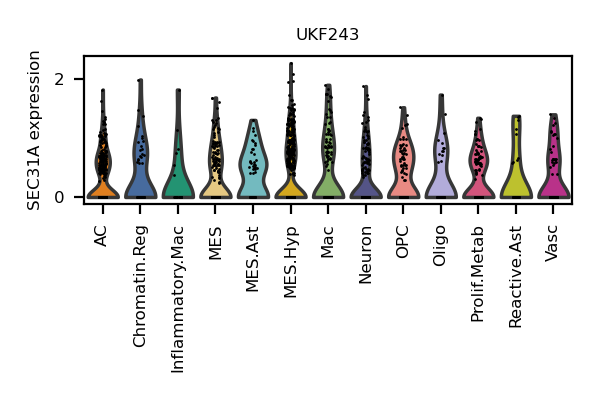 UKF243
SEC31A expression
2
0
AC
Chromatin.Reg
Inflammatory.Mac
MES
MES.Ast
MES.Hyp
Mac
Neuron
OPC
Oligo
Prolif.Metab
Reactive.Ast
Vasc